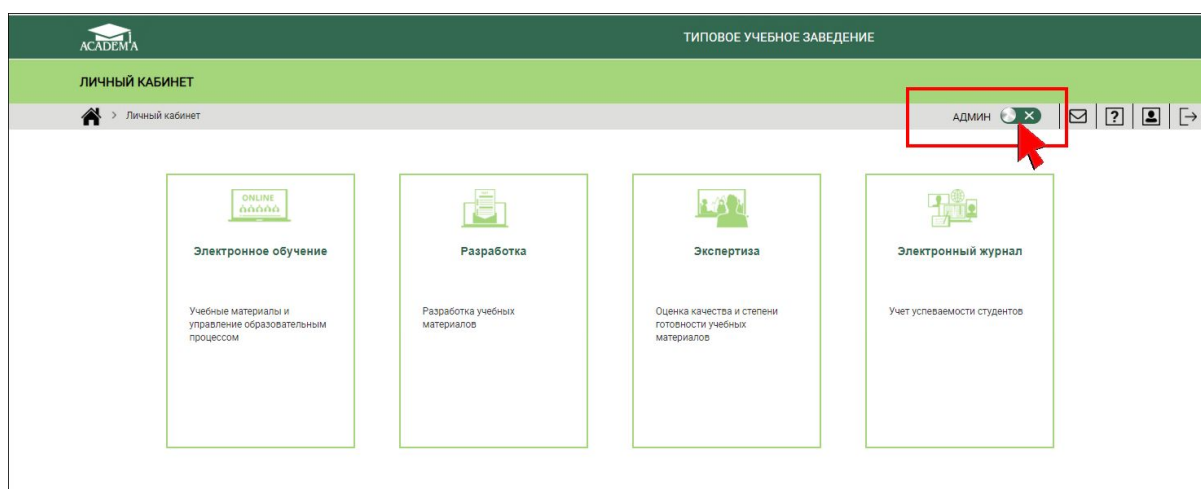 ACADEM'A
ТИПОВОЕ УЧЕБНОЕ ЗАВЕДЕНИЕ
ЛИЧНЫЙ КАБИНЕТ
> Личный кабинет
АДМИН
ONLINE
Электронное обучение
Учебные материалы и
управление образовательным
процессом
Разработка
Разработка учебных
материалов
Экспертиза
Оценка качества и степени
готовности учебных
материалов
Электронный журнал
Учет успеваемости студентов